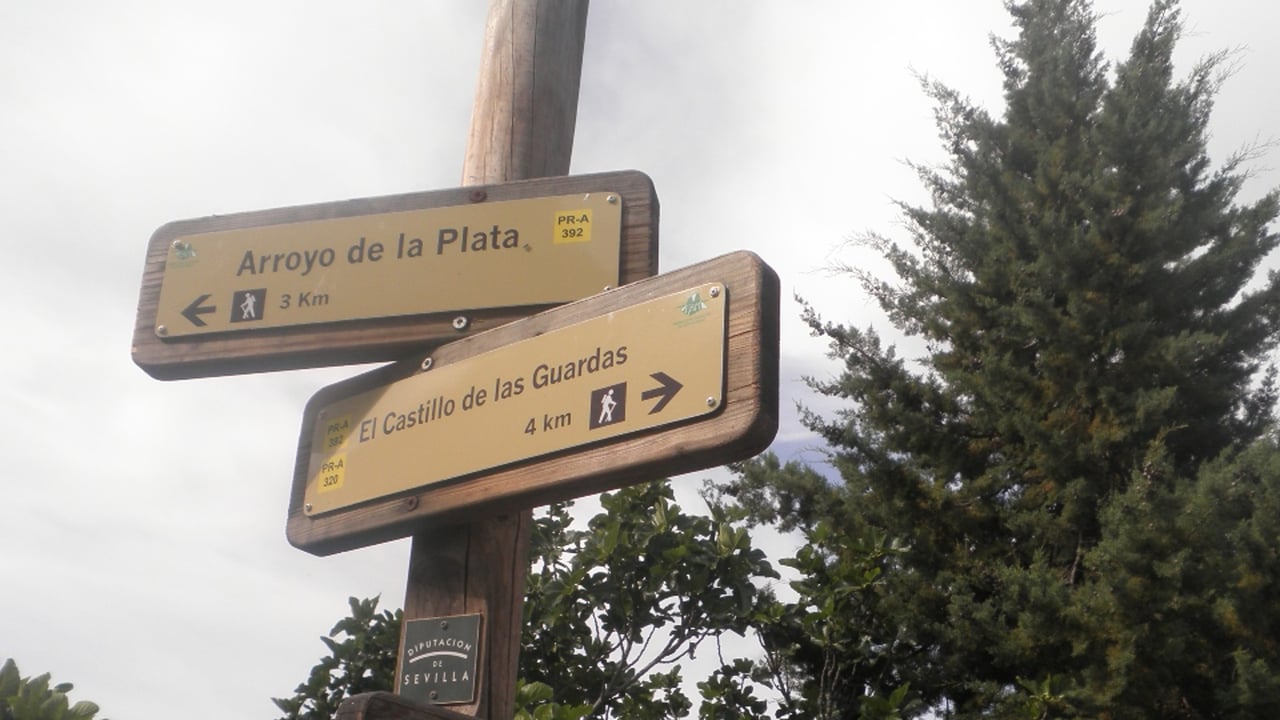 Arroyo de la Plata
PR-A
392
3 Km
El Castillo de las Guardas
4 km
PR-A
392
PR-A
320
DIPUTACION
DE
SEVILLA